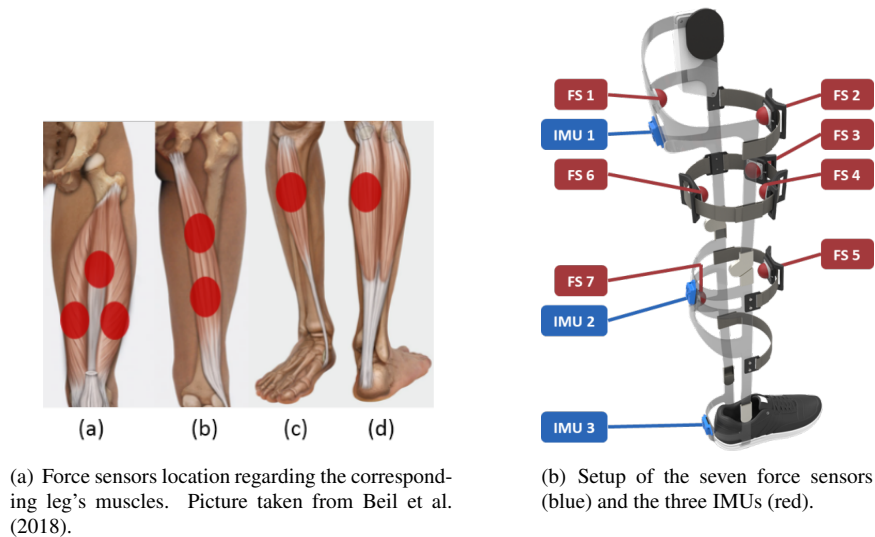 FS 1
FS 2
IMU 1
FS 3
FS 6
FS 4
FS 5
FS 7
IMU 2
IMU 3
(a) (b) (c) (d)
(a) Force sensors location regarding the correspond-
ing leg's muscles. Picture taken from Beil et al.
(2018).
(b) Setup of the seven force sensors
(blue) and the three IMUs (red).